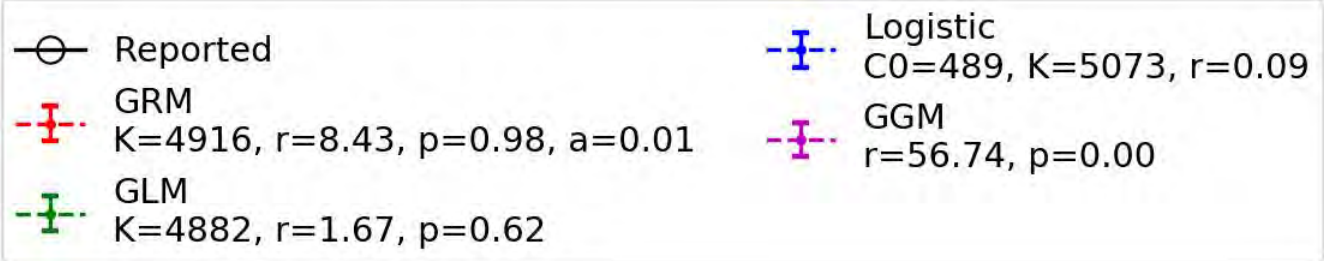 Reported
GRM
K=4916, r=8.43, p=0.98, a=0.01
GLM
K=4882, r=1.67, p=0.62
Logistic
C0=489, K=5073, r=0.09
GGM
r=56.74, p=0.00